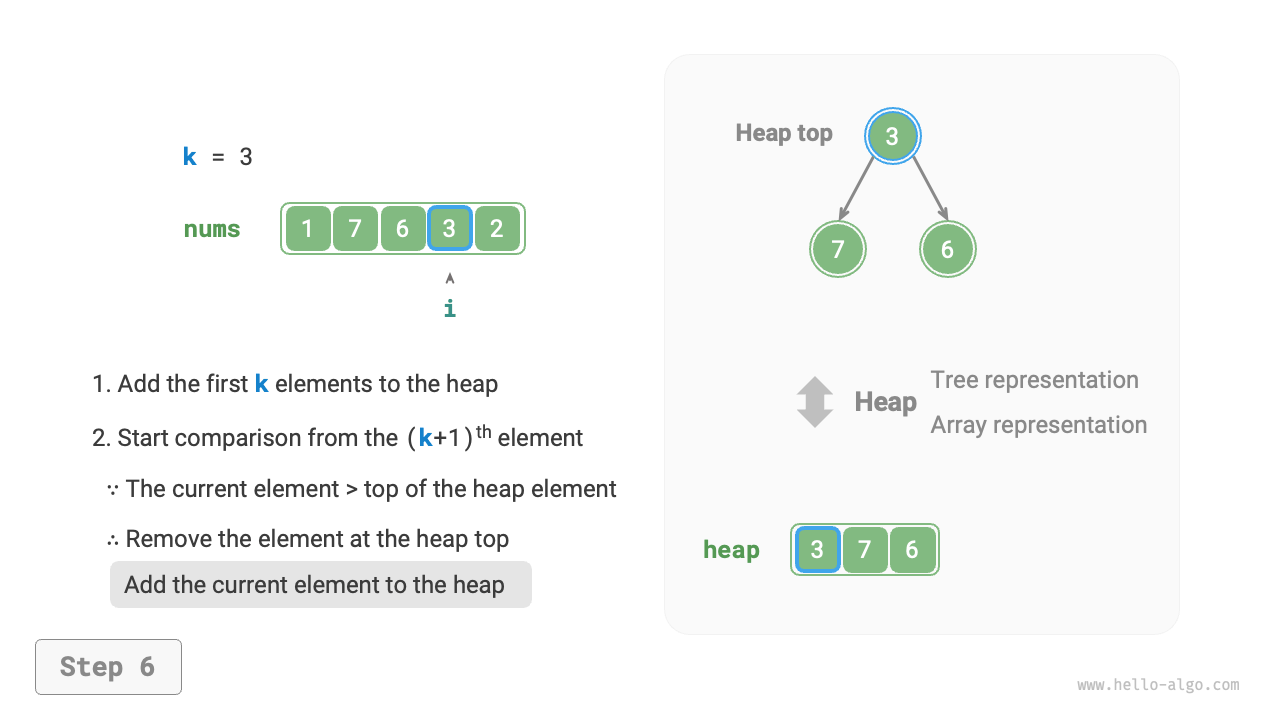 k = 3
nums 1 7 6 3 2
i
1. Add the first k elements to the heap
2. Start comparison from the (k+1)th element
∵ The current element > top of the heap element
∴ Remove the element at the heap top
Add the current element to the heap
Step 6
Heap top 3
7 6
Heap
Tree representation
Array representation
heap 3 7 6
www.hello-algo.com